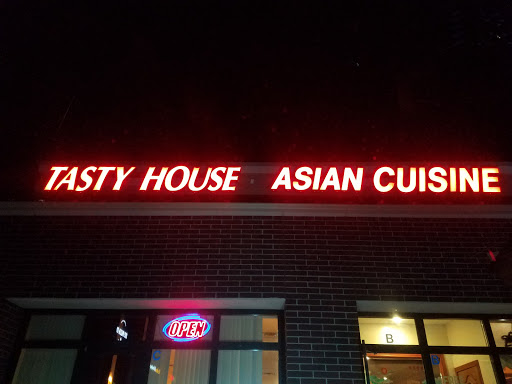 TASTY HOUSE ASIAN CUISINE
OPEN
B